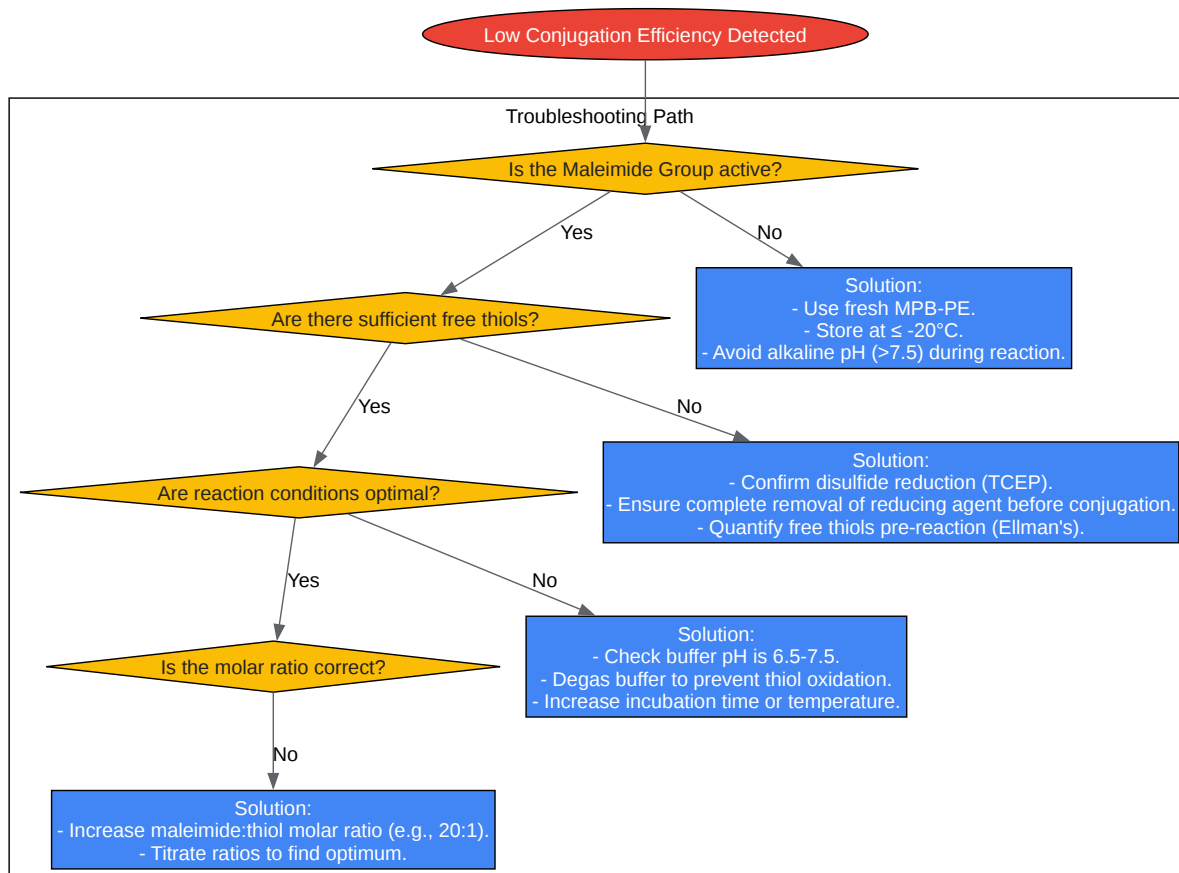 Low Conjugation Efficiency Detected
Troubleshooting Path
Is the Maleimide Group active?
Yes
No
Solution:
- Use fresh MPB-PE.
- Store at ≤ -20°C.
- Avoid alkaline pH (>7.5) during reaction.
Are there sufficient free thiols?
Yes
No
Solution:
- Confirm disulfide reduction (TCEP).
- Ensure complete removal of reducing agent before conjugation.
- Quantify free thiols pre-reaction (Ellman's).
Are reaction conditions optimal?
Yes
No
Solution:
- Check buffer pH is 6.5-7.5.
- Degas buffer to prevent thiol oxidation.
- Increase incubation time or temperature.
Is the molar ratio correct?
No
Solution:
- Increase maleimide:thiol molar ratio (e.g., 20:1).
- Titrate ratios to find optimum.